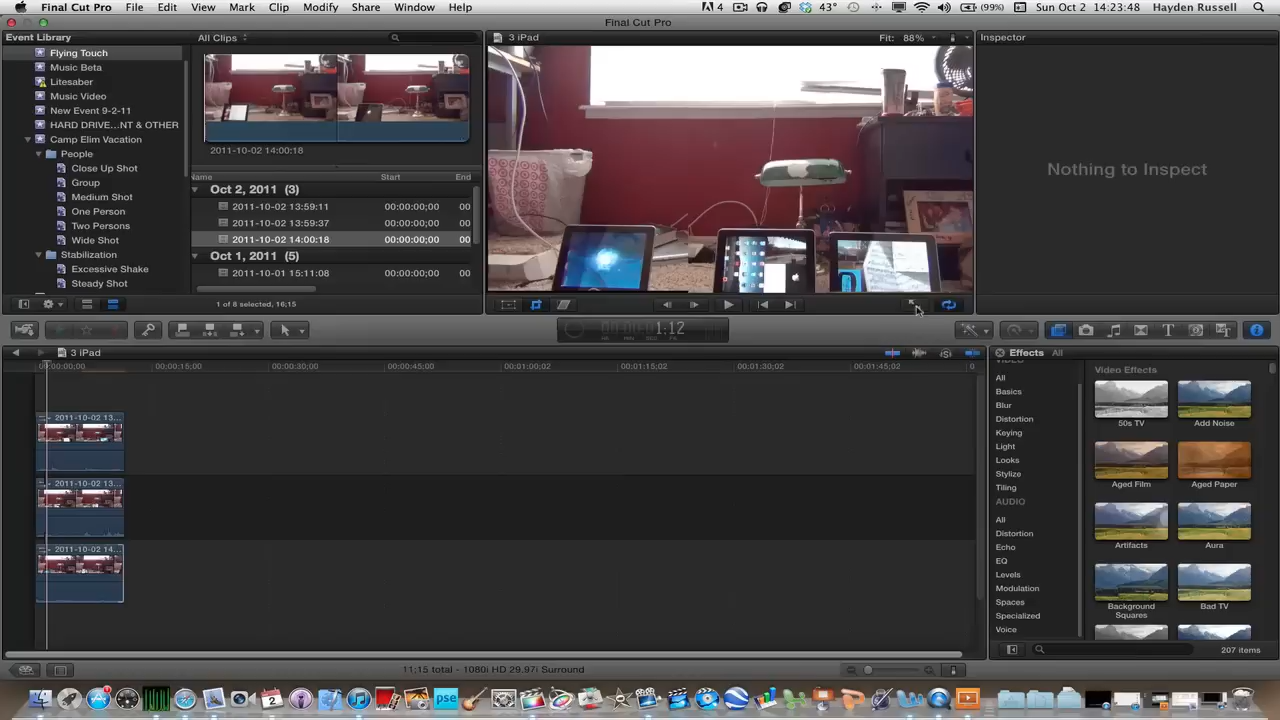 Final Cut Pro File Edit View Mark Clip Modify Share Window Help 4 43° (99%) Sun Oct 2 14:23:48 Hayden Russell
Final Cut Pro
Event Library
Flying Touch
Music Beta
Litesaber
Music Video
New Event 9-2-11
HARD DRIVE...NT & OTHER
Camp Elim Vacation
People
Close Up Shot
Group
Medium Shot
One Person
Two Persons
Wide Shot
Stabilization
Excessive Shake
Steady Shot
All Clips
2011-10-02 14:00:18
Name Start End
Oct 2, 2011 (3)
2011-10-02 13:59:11 00:00:00;00 00
2011-10-02 13:59:37 00:00:00;00 00
2011-10-02 14:00:18 00:00:00;00 00
Oct 1, 2011 (5)
2011-10-01 15:11:08 00:00:00;00 00
1 of 8 selected, 16;15
3 iPad Fit: 88%
Inspector
Nothing to Inspect
1:12
3 iPad
00:00:00;00 00:00:15;00 00:00:30;00 00:00:45;00 00:01:00;02 00:01:15;02 00:01:30;02 00:01:45;02 0
2011-10-02 13...
2011-10-02 13...
2011-10-02 14...
11;15 total - 1080i HD 29.97i Surround
Effects All
VIDEO
All
Basics
Blur
Distortion
Keying
Light
Looks
Stylize
Tiling
AUDIO
All
Distortion
Echo
EQ
Levels
Modulation
Spaces
Specialized
Voice
Video Effects
50s TV Add Noise
Aged Film Aged Paper
Artifacts Aura
Background Squares Bad TV
207 items
pse